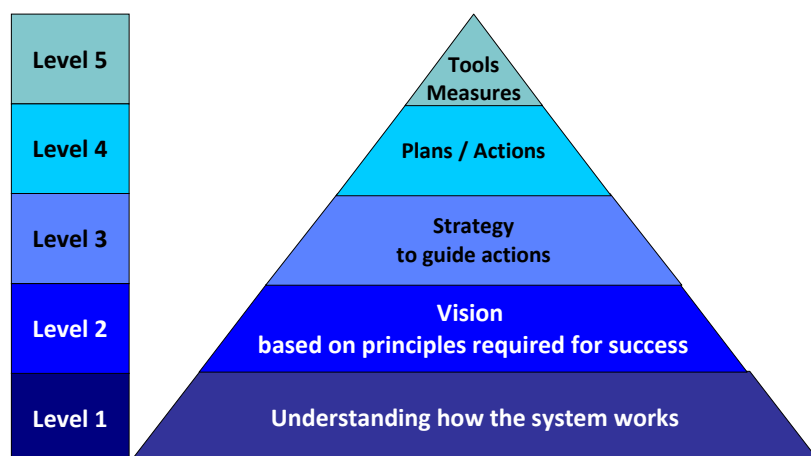 Level 5
Tools
Measures
Level 4
Plans / Actions
Level 3
Strategy
to guide actions
Level 2
Vision
based on principles required for success
Level 1
Understanding how the system works